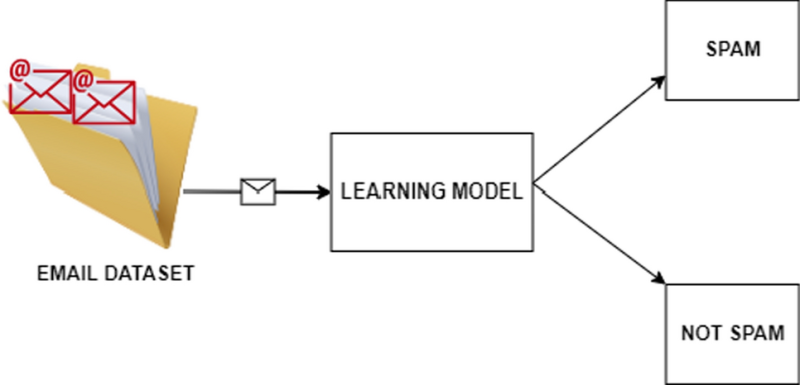 @
@
SPAM
LEARNING MODEL
EMAIL DATASET
NOT SPAM